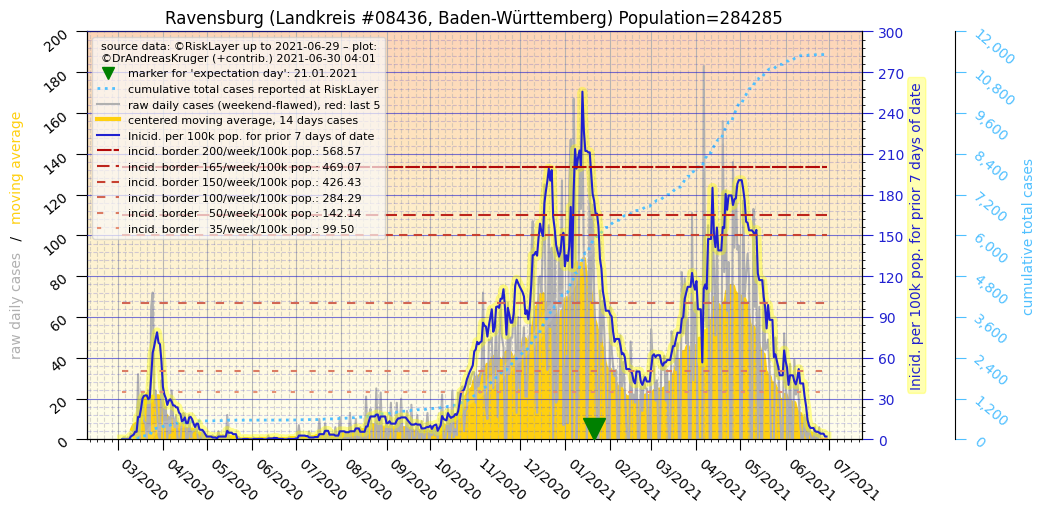 Ravensburg (Landkreis #08436, Baden-Württemberg) Population=284285
source data: ©RiskLayer up to 2021-06-29 – plot:
©DrAndreasKruger (+contrib.) 2021-06-30 04:01
marker for 'expectation day': 21.01.2021
cumulative total cases reported at RiskLayer
raw daily cases (weekend-flawed), red: last 5
centered moving average, 14 days cases
Inicid. per 100k pop. for prior 7 days of date
incid. border 200/week/100k pop.: 568.57
incid. border 165/week/100k pop.: 469.07
incid. border 150/week/100k pop.: 426.43
incid. border 100/week/100k pop.: 284.29
incid. border   50/week/100k pop.: 142.14
incid. border   35/week/100k pop.: 99.50
raw daily cases   /   moving average
200
180
160
140
120
100
80
60
40
20
0
03/2020
04/2020
05/2020
06/2020
07/2020
08/2020
09/2020
10/2020
11/2020
12/2020
01/2021
02/2021
03/2021
04/2021
05/2021
06/2021
07/2021
300
270
240
210
180
150
120
90
60
30
0
Inicid. per 100k pop. for prior 7 days of date
12,000
10,800
9,600
8,400
7,200
6,000
4,800
3,600
2,400
1,200
0
cumulative total cases